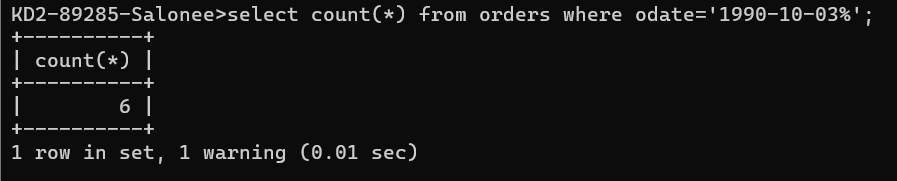 KD2-89285-Salonee>select count(*) from orders where odate='1990-10-03%';
+----------+
| count(*) |
+----------+
|        6 |
+----------+
1 row in set, 1 warning (0.01 sec)